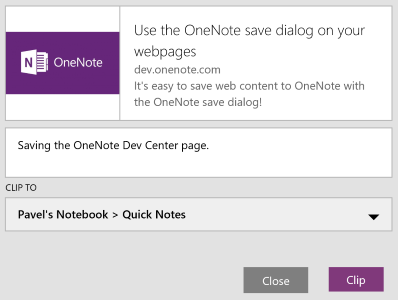 N OneNote
Use the OneNote save dialog on your
webpages
dev.onenote.com
It's easy to save web content to OneNote with
the OneNote save dialog!
Saving the OneNote Dev Center page.
CLIP TO
Pavel's Notebook > Quick Notes
Close
Clip